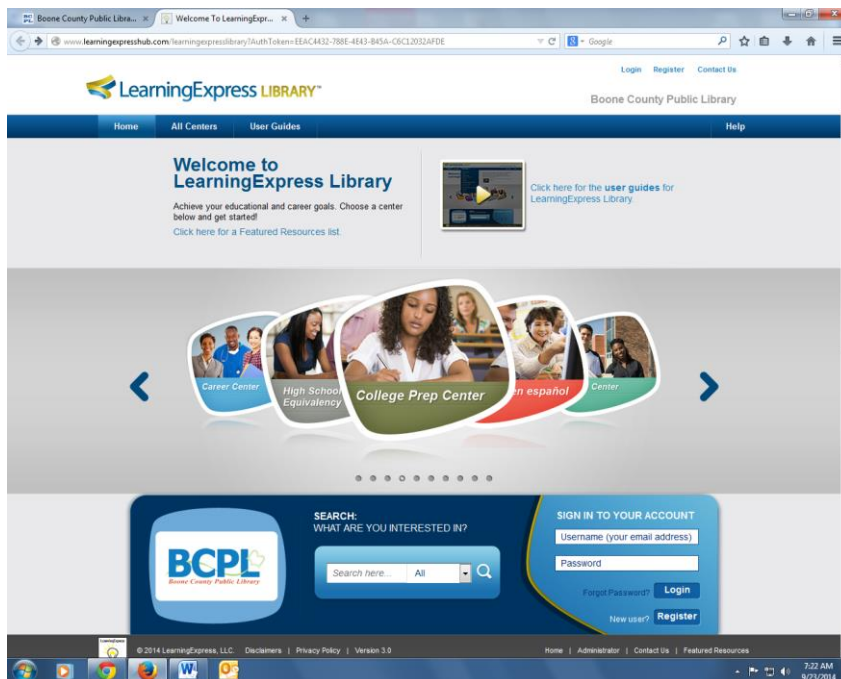 Boone County Public Libra...
Welcome To LearningExpr...
www.learningexpresshub.com/learningexpresslibrary?AuthToken=EEAC4432-788E-4E43-B45A-C6C12032AFDE
Google
Login Register Contact Us
LearningExpress LIBRARY™
Boone County Public Library
Home All Centers User Guides Help
Welcome to
LearningExpress Library
Achieve your educational and career goals. Choose a center
below and get started!
Click here for a Featured Resources list.
Click here for the user guides for
LearningExpress Library.
Career Center
High School
Equivalency
College Prep Center
en español
Center
SEARCH:
WHAT ARE YOU INTERESTED IN?
Search here... All
SIGN IN TO YOUR ACCOUNT
Username (your email address)
Password
Forgot Password? Login
New user? Register
BCPL
Boone County Public Library
© 2014 LearningExpress, LLC. Disclaimers | Privacy Policy | Version 3.0
Home | Administrator | Contact Us | Featured Resources
7:22 AM
9/23/2014